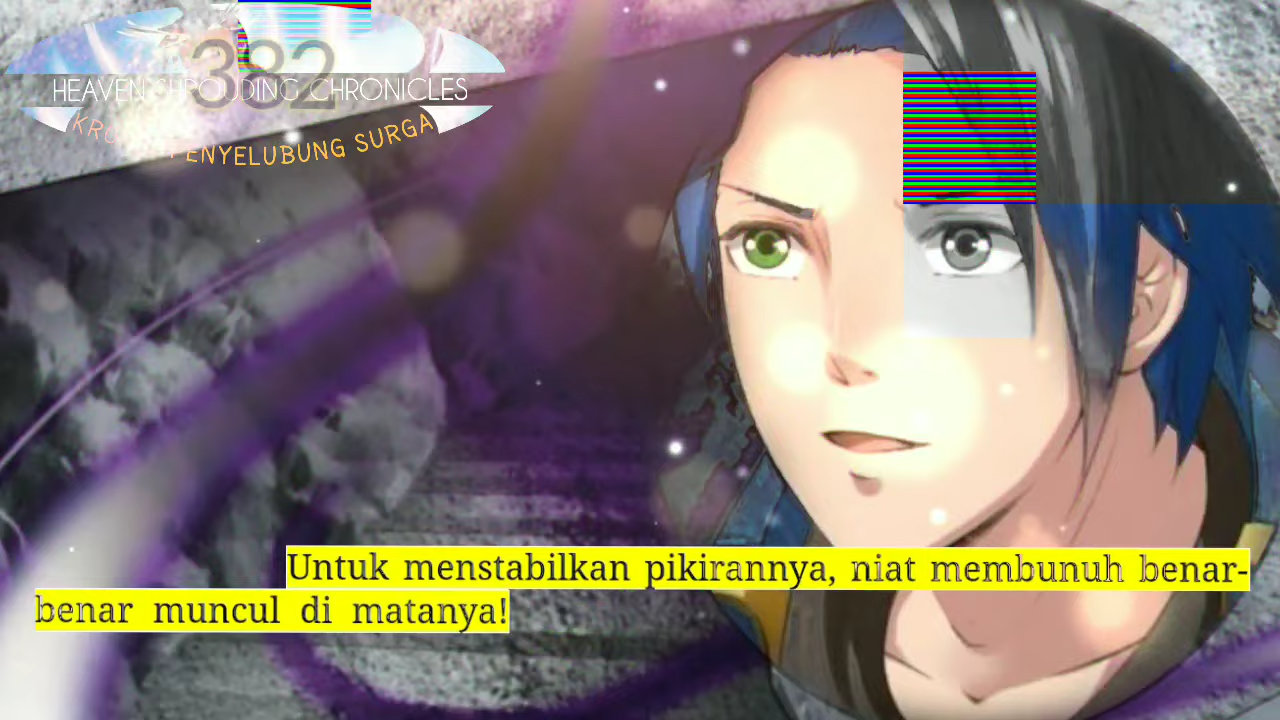 382
HEAVEN SHROUDING CHRONICLES
PENYELUBUNG SURGA
Untuk menstabilkan pikirannya, niat membunuh benar-
benar muncul di matanya!